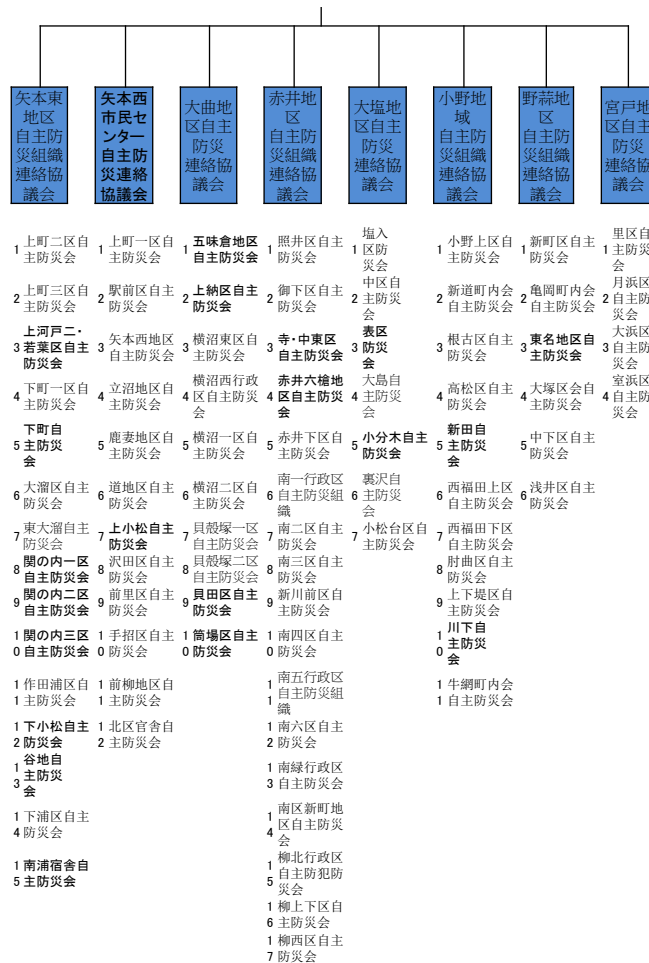 矢本東
地区
自主防
災組織
連絡協
議会
矢本西
市民セ
ンター
自主防
災連絡
協議会
大曲地
区自主
防災
連絡協
議会
赤井地
区
自主防
災組織
連絡協
議会
大塩地
区自主
防災
連絡協
議会
小野地
域
自主防
災組織
連絡協
議会
野蒜地
区
自主防
災組織
連絡協
議会
宮戸地
区自主
防災
連絡協
議会
1 上町二区自
主防災会
2 上町三区自
主防災会
3 上河戸二・
若葉区自主
防災会
4 下町一区自
主防災会
5 下町自
主防災
会
6 大溜区自主
防災会
7 東大溜自主
防災会
8 関の内一区
自主防災会
9 関の内二区
自主防災会
10 関の内三区
自主防災会
11 作田浦区自
主防災会
12 下小松自主
防災会
13 谷地自
主防災
会
14 下浦区自主
防災会
15 南浦宿舎自
主防災会
1 上町一区自
主防災会
2 駅前区自主
防災会
3 矢本西地区
自主防災会
4 立沼地区自
主防災会
5 鹿妻地区自
主防災会
6 道地区自主
防災会
7 上小松自主
防災会
8 沢田区自主
防災会
9 前里区自主
防災会
10 手招区自主
防災会
11 前柳地区自
主防災会
12 北区官舎自
主防災会
1 五味倉地区
自主防災会
2 上納区自主
防災会
3 横沼東区自
主防災会
4 横沼西行政
区自主防災
会
5 横沼一区自
主防災会
6 横沼二区自
主防災会
7 貝殻塚一区
自主防災会
8 貝殻塚二区
自主防災会
9 貝田区自主
防災会
10 筒場区自主
防災会
1 照井区自主
防災会
2 御下区自主
防災会
3 寺・中東区
自主防災会
4 赤井六槍地
区自主防災会
5 赤井下区自
主防災会
6 南一行政区
自主防災組
織
7 南二区自主
防災会
8 南三区自主
防災会
9 新川前区自
主防災会
10 南四区自主
防災会
11 南五行政区
自主防災組
織
12 南六区自主
防災会
13 南緑行政区
自主防災会
14 南区新町地
区自主防災
会
15 柳北行政区
自主防犯防
災会
16 柳上下区自
主防災会
17 柳西区自主
防災会
1 塩入
区防
災会
2 中区自
主防災
会
3 表区
防災
会
4 大島自
主防災
会
5 小分木自主
防災会
6 裏沢自
主防災
会
7 小松台区自
主防災会
1 小野上区自
主防災会
2 新道町内会
自主防災会
3 根古区自主
防災会
4 高松区自主
防災会
5 新田自
主防災
会
6 西福田上区
自主防災会
7 西福田下区
自主防災会
8 肘曲区自主
防災会
9 上下堤区自
主防災会
10 川下自
主防災
会
11 牛網町内会
自主防災会
1 新町区自主
防災会
2 亀岡町内会
自主防災会
3 東名地区自
主防災会
4 大塚区会自
主防災会
5 中下区自主
防災会
6 浅井区自主
防災会
1 里区自
主防災
会
2 月浜区
自主防
災会
3 大浜区
自主防
災会
4 室浜区
自主防
災会